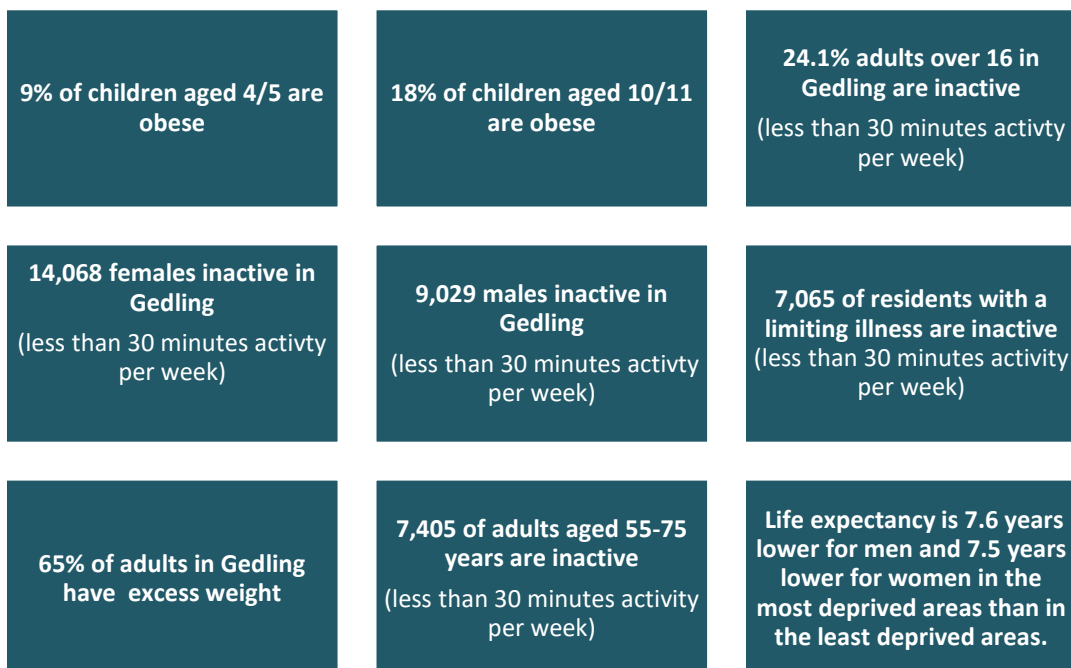 9% of children aged 4/5 are
obese
18% of children aged 10/11
are obese
24.1% adults over 16 in
Gedling are inactive
(less than 30 minutes activty
per week)
14,068 females inactive in
Gedling
(less than 30 minutes activty
per week)
9,029 males inactive in
Gedling
(less than 30 minutes activty
per week)
7,065 of residents with a
limiting illness are inactive
(less than 30 minutes activity
per week)
65% of adults in Gedling
have  excess weight
7,405 of adults aged 55-75
years are inactive
(less than 30 minutes activity
per week)
Life expectancy is 7.6 years
lower for men and 7.5 years
lower for women in the
most deprived areas than in
the least deprived areas.